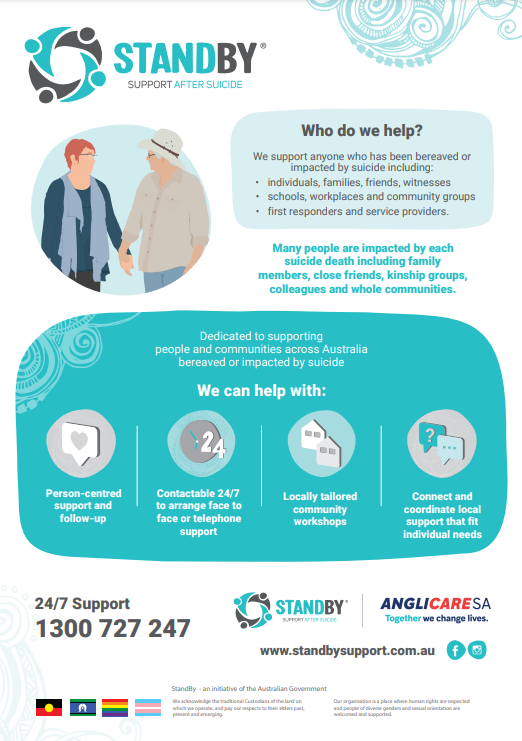 STANDBY®
SUPPORT AFTER SUICIDE
Who do we help?
We support anyone who has been bereaved or
impacted by suicide including:
• individuals, families, friends, witnesses
• schools, workplaces and community groups
• first responders and service providers.
Many people are impacted by each
suicide death including family
members, close friends, kinship groups,
colleagues and whole communities.
Dedicated to supporting
people and communities across Australia
bereaved or impacted by suicide
We can help with:
24
?
Person-centred
support and
follow-up
Contactable 24/7
to arrange face to
face or telephone
support
Locally tailored
community
workshops
Connect and
coordinate local
support that fit
individual needs
24/7 Support
1300 727 247
STANDBY®
SUPPORT AFTER SUICIDE
ANGLICARESA
Together we change lives.
www.standbysupport.com.au
f
StandBy - an initiative of the Australian Government
We acknowledge the traditional Custodians of the land on
which we operate, and pay our respects to their elders past,
present and emerging.
Our organisation is a place where human rights are respected
and people of diverse genders and sexual orientation are
welcomed and supported.